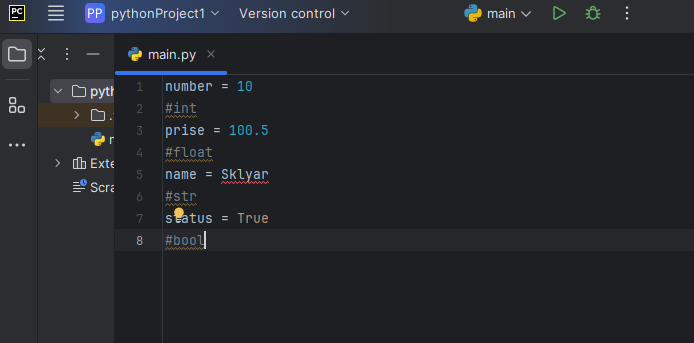 PC PP pythonProject1 Version control main
main.py
1 number = 10
2 #int
3 prise = 100.5
4 #float
5 name = Sklyar
6 #str
7 status = True
8 #bool
pyth
Exte
Scra